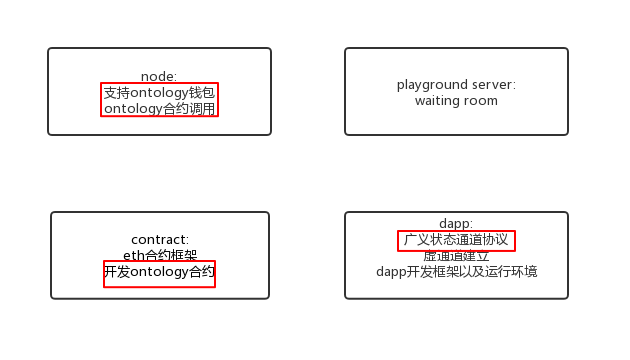 node:
支持ontology钱包
ontology合约调用
playground server:
waiting room
contract:
eth合约框架
开发ontology合约
dapp:
广义状态通道协议
虚通道建立
dapp开发框架以及运行环境